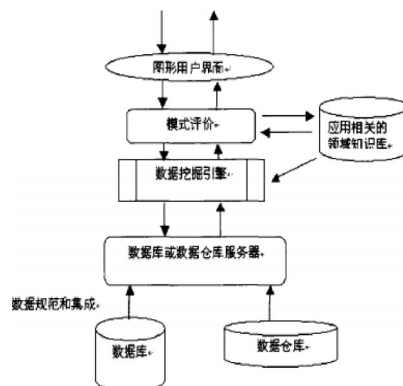 图形用户界面
模式评价
应用相关的
领域知识库
数据挖掘引擎
数据库或数据仓库服务器
数据规范和集成
数据库
数据仓库